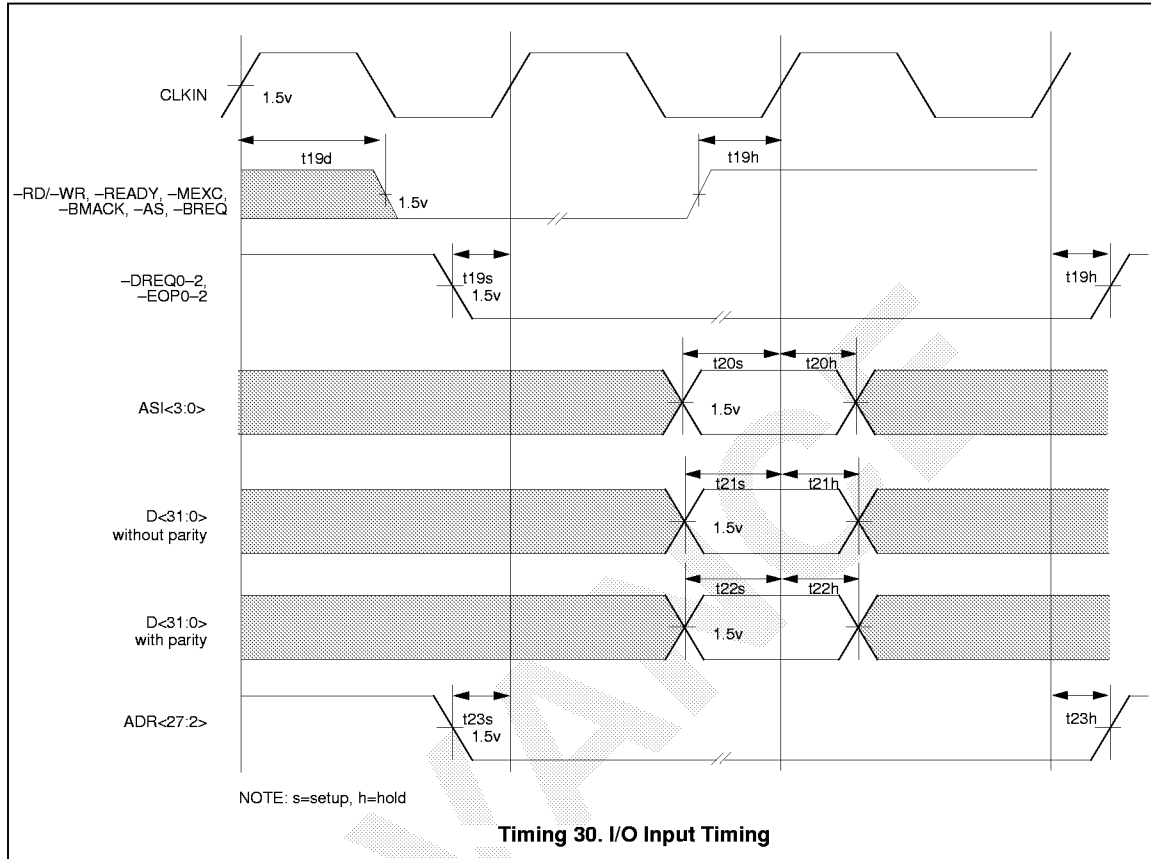 CLKIN
1.5v
t19d
t19h
–RD/–WR, –READY, –MEXC,
–BMACK, –AS, –BREQ
1.5v
–DREQ0–2,
–EOP0–2
t19s
1.5v
t19h
t20s
t20h
ASI<3:0>
1.5v
t21s
t21h
D<31:0>
without parity
1.5v
t22s
t22h
D<31:0>
with parity
1.5v
ADR<27:2>
t23s
1.5v
t23h
NOTE: s=setup, h=hold
Timing 30. I/O Input Timing